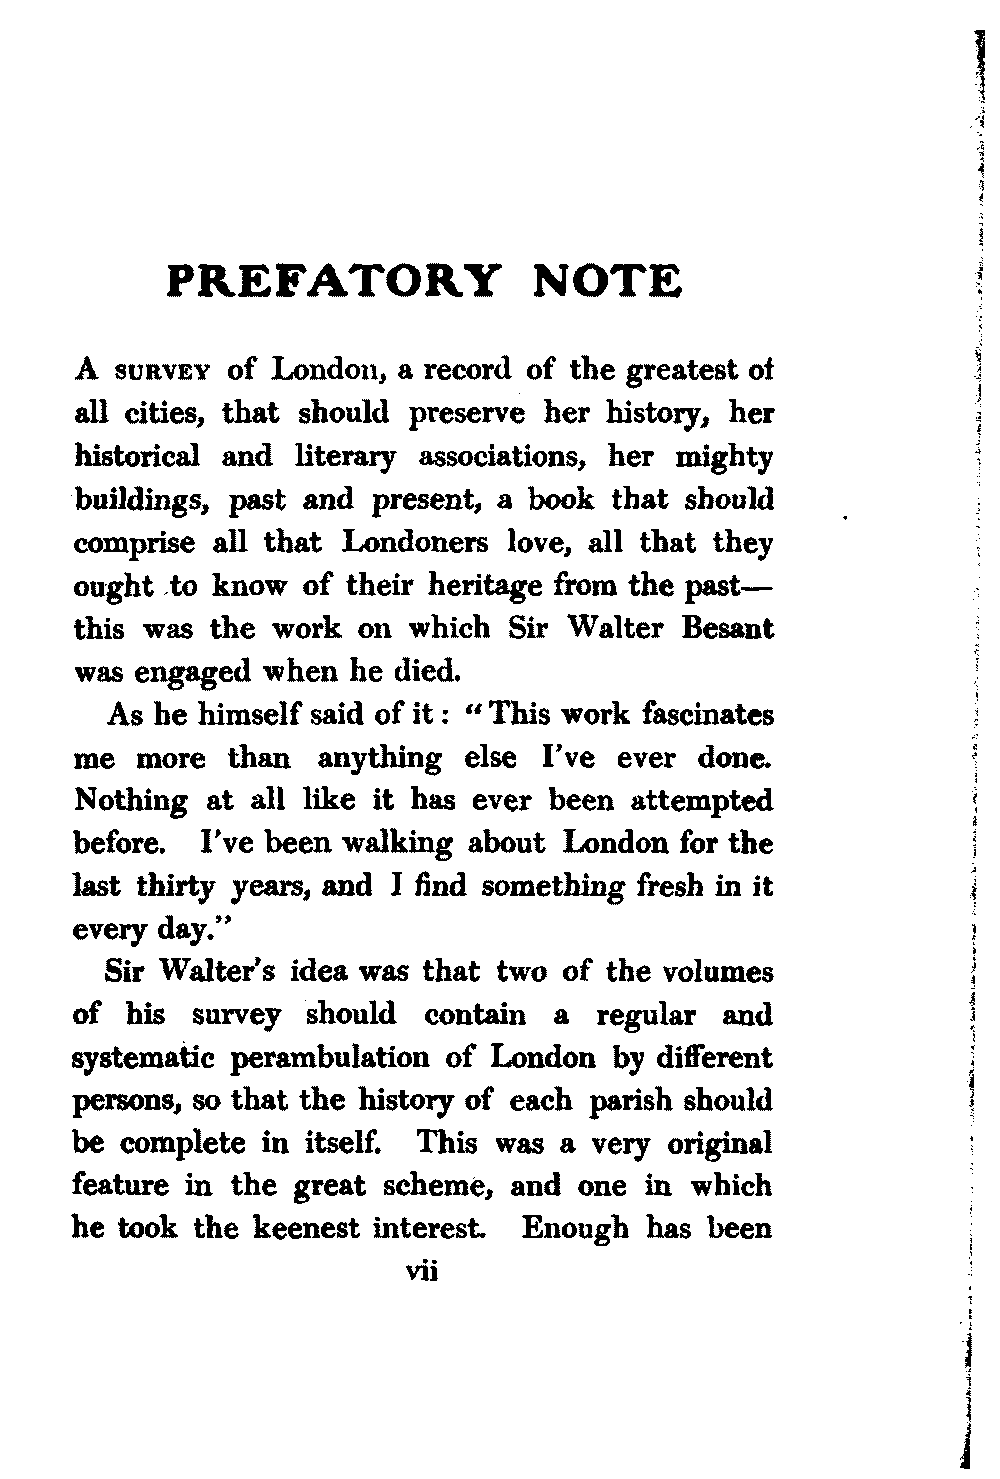 PREFATORY NOTE
A SURVEY of London, a record of the greatest of
all cities, that should preserve her history, her
historical and literary associations, her mighty
buildings, past and present, a book that should
comprise all that Londoners love, all that they
ought to know of their heritage from the past—
this was the work on which Sir Walter Besant
was engaged when he died.
As he himself said of it : “This work fascinates
me more than anything else I've ever done.
Nothing at all like it has ever been attempted
before. I've been walking about London for the
last thirty years, and I find something fresh in it
every day.”
Sir Walter's idea was that two of the volumes
of his survey should contain a regular and
systematic perambulation of London by different
persons, so that the history of each parish should
be complete in itself. This was a very original
feature in the great scheme, and one in which
he took the keenest interest. Enough has been
vii